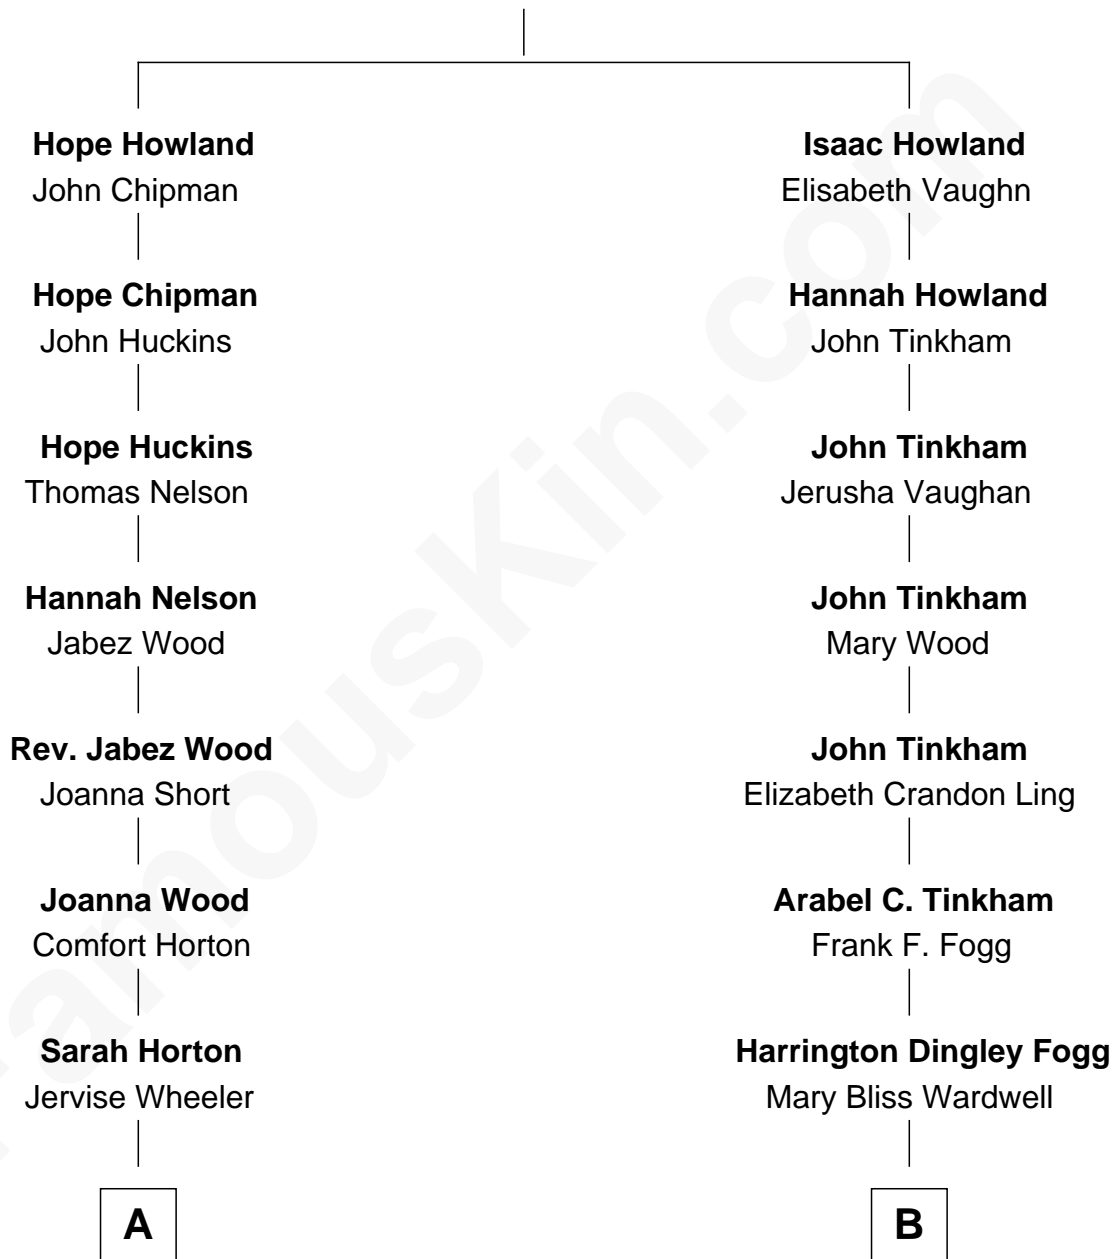 Hope Howland
John Chipman
Hope Chipman
John Huckins
Hope Huckins
Thomas Nelson
Hannah Nelson
Jabez Wood
Rev. Jabez Wood
Joanna Short
Joanna Wood
Comfort Horton
Sarah Horton
Jervise Wheeler
A
Isaac Howland
Elisabeth Vaughn
Hannah Howland
John Tinkham
John Tinkham
Jerusha Vaughan
John Tinkham
Mary Wood
John Tinkham
Elizabeth Crandon Ling
Arabel C. Tinkham
Frank F. Fogg
Harrington Dingley Fogg
Mary Bliss Wardwell
B
FamousKin.com